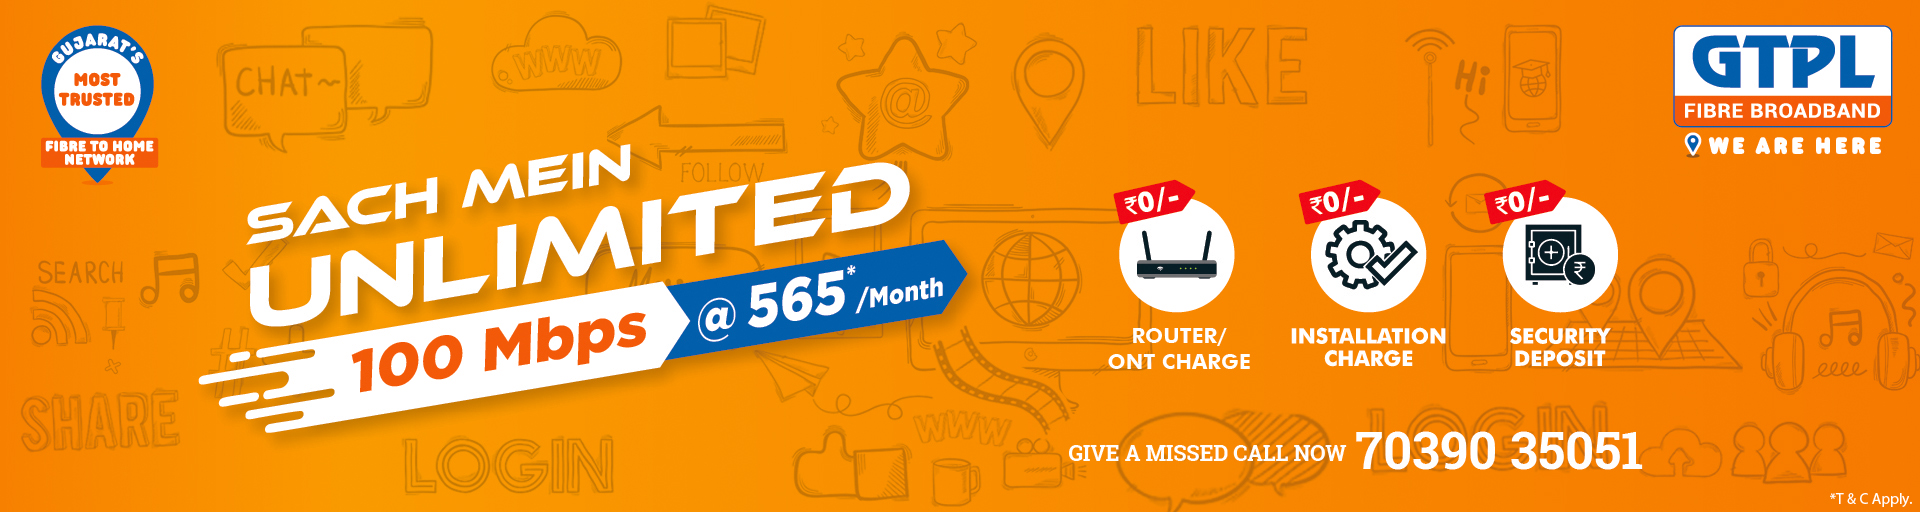 GUJARAT'S
MOST
TRUSTED
FIBRE TO HOME
NETWORK
CHAT~
WWW
@
LIKE
Hi
GTPL
FIBRE BROADBAND
WE ARE HERE
FOLLOW
SACH MEIN
UNLIMITED
100 Mbps @ 565* /Month
₹0/-
₹0/-
₹0/-
ROUTER/
ONT CHARGE
INSTALLATION
CHARGE
SECURITY
DEPOSIT
SEARCH
#
SHARE
LOGIN
WWW
LOGIN
GIVE A MISSED CALL NOW 70390 35051
*T & C Apply.